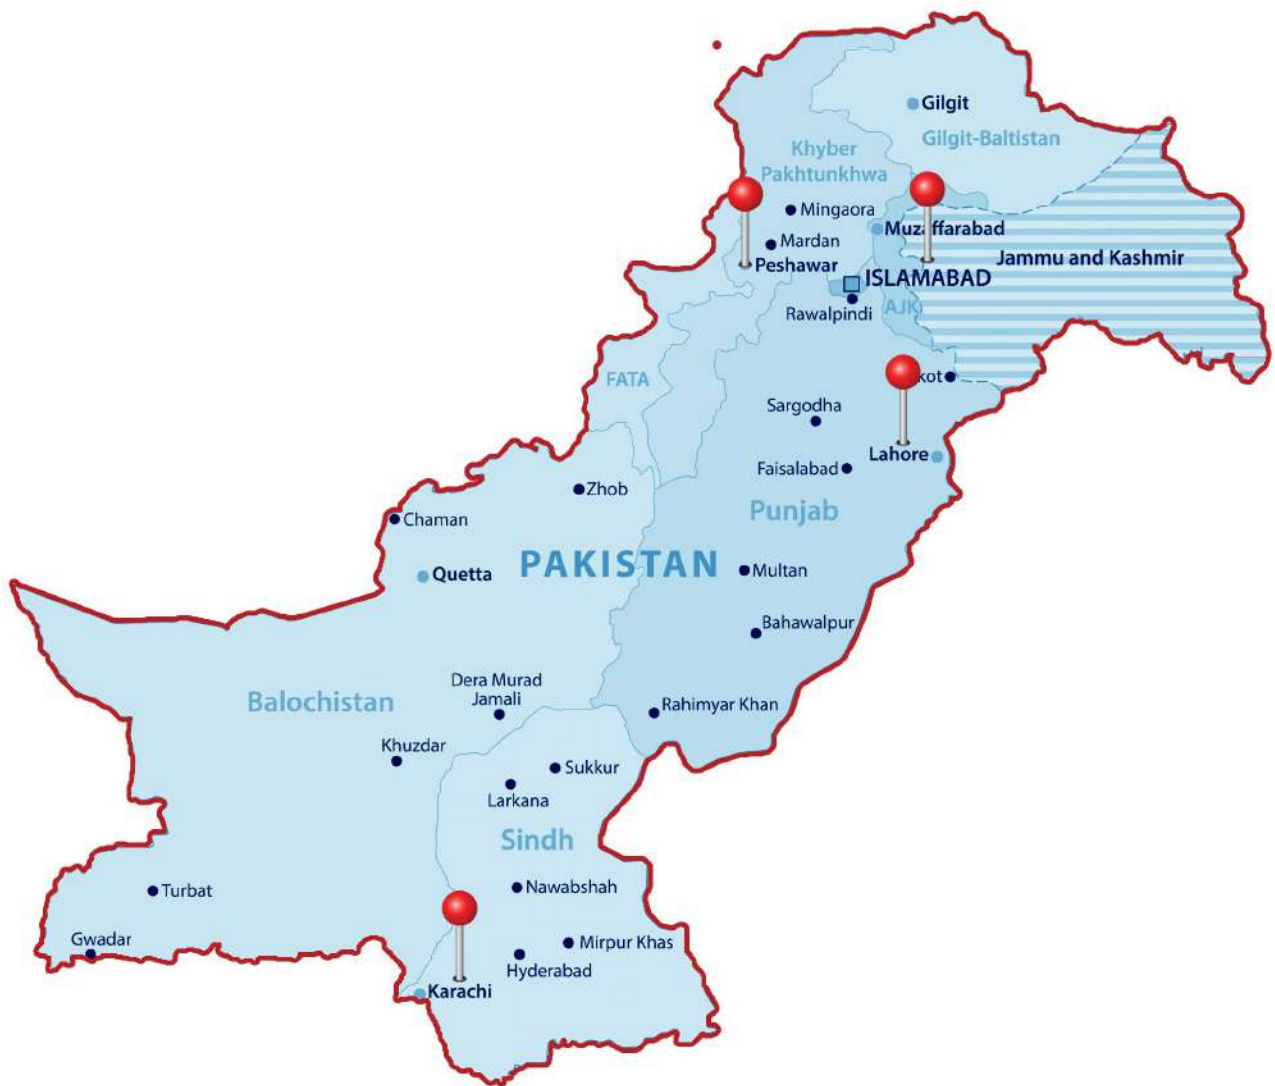 Gilgit
Gilgit-Baltistan
Khyber
Pakhtunkhwa
Mingaora
Muzaffarabad
Mardan
Jammu and Kashmir
Peshawar
ISLAMABAD
AJK
Rawalpindi
kot
FATA
Sargodha
Lahore
Faisalabad
Zhob
Punjab
Chaman
PAKISTAN
Quetta
Multan
Bahawalpur
Dera Murad
Jamali
Balochistan
Rahimyar Khan
Khuzdar
Sukkur
Larkana
Sindh
Turbat
Nawabshah
Gwadar
Mirpur Khas
Hyderabad
Karachi